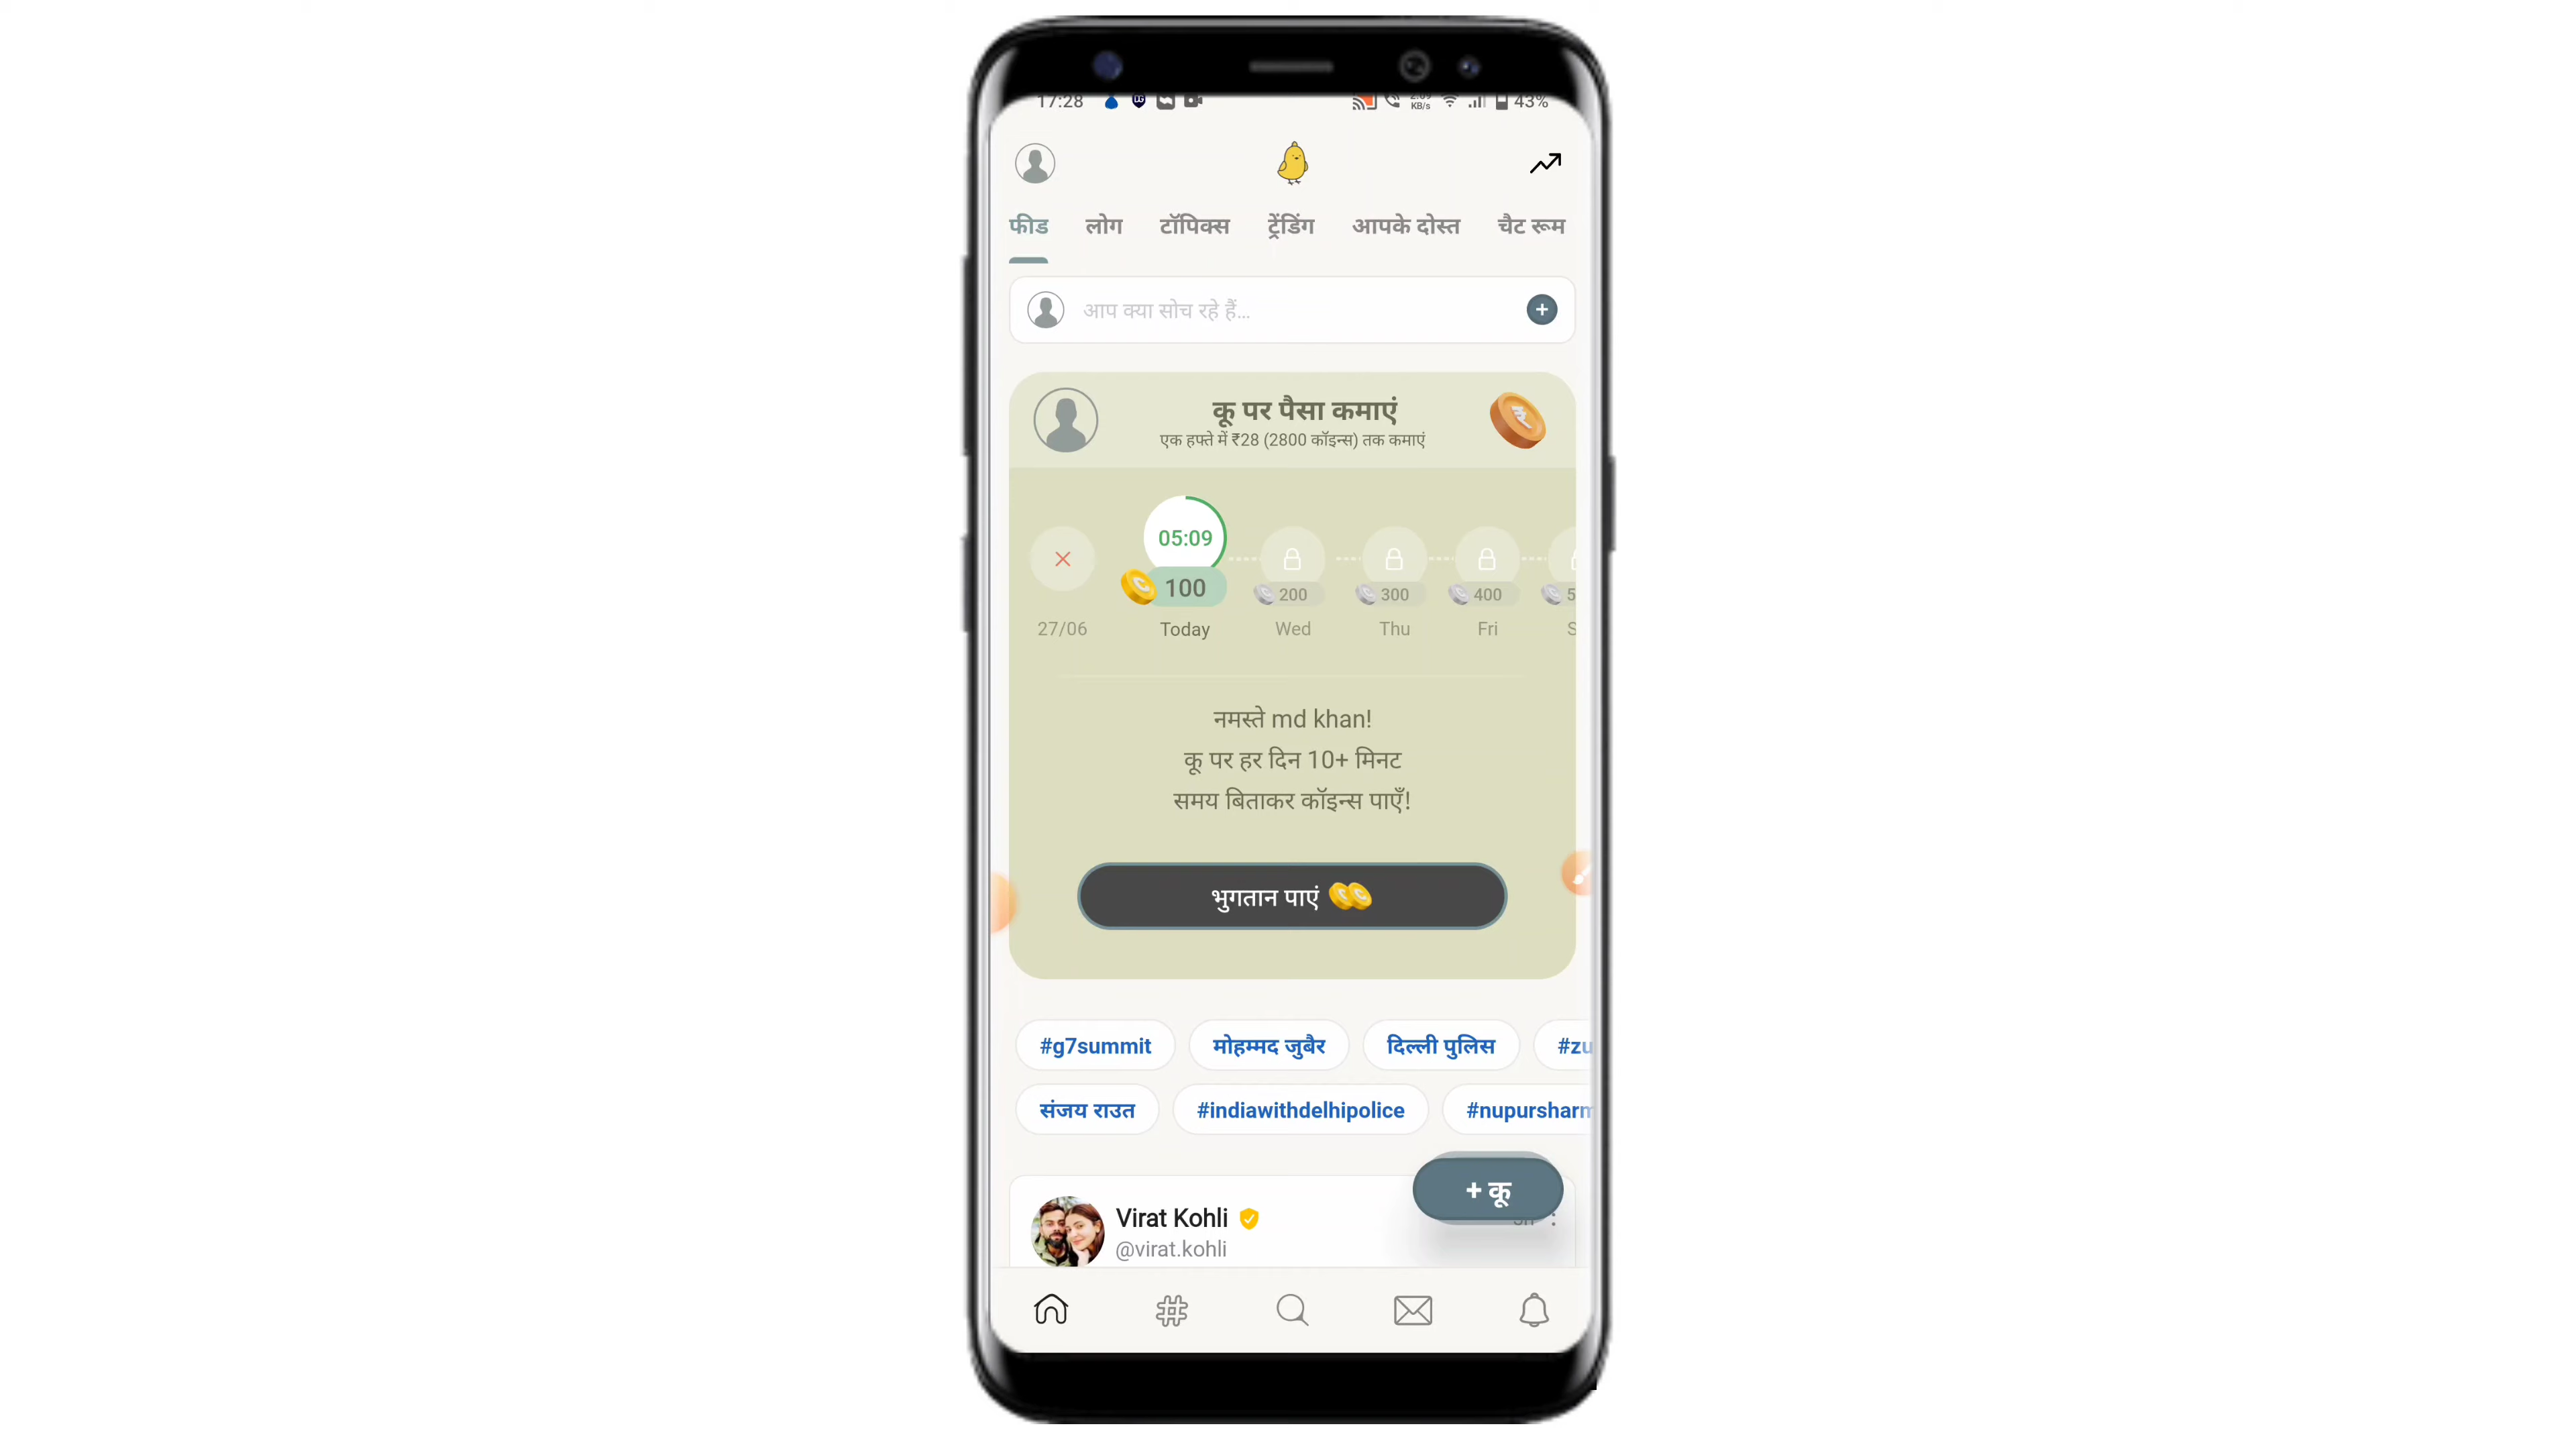 17:28 43%
फीड लोग टॉपिक्स ट्रेंडिंग आपके दोस्त चैट रूम
आप क्या सोच रहे हैं...
कू पर पैसा कमाएं
एक हफ्ते में ₹28 (2800 कॉइन्स) तक कमाएं
05:09
100 200 300 400 5
27/06 Today Wed Thu Fri S
नमस्ते md khan!
कू पर हर दिन 10+ मिनट
समय बिताकर कॉइन्स पाएँ!
भुगतान पाएं
#g7summit मोहम्मद जुबैर दिल्ली पुलिस #zu
संजय राउत #indiawithdelhipolice #nupursharm
+ कू
Virat Kohli
@virat.kohli